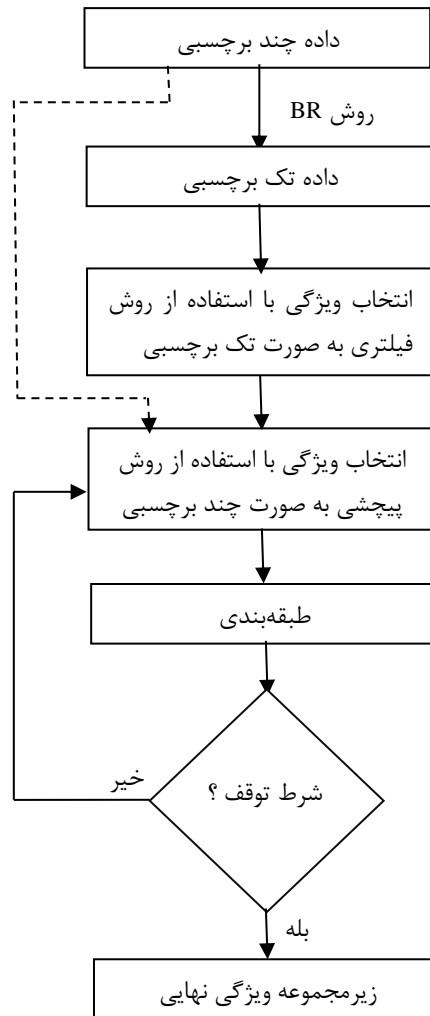 داده چند برچسبی
روش BR
داده تک برچسبی
انتخاب ویژگی با استفاده از روش
فیلتری به صورت تک برچسبی
انتخاب ویژگی با استفاده از روش
پیچشی به صورت چند برچسبی
طبقه‌بندی
شرط توقف ؟
خیر
بله
زیرمجموعه ویژگی نهایی